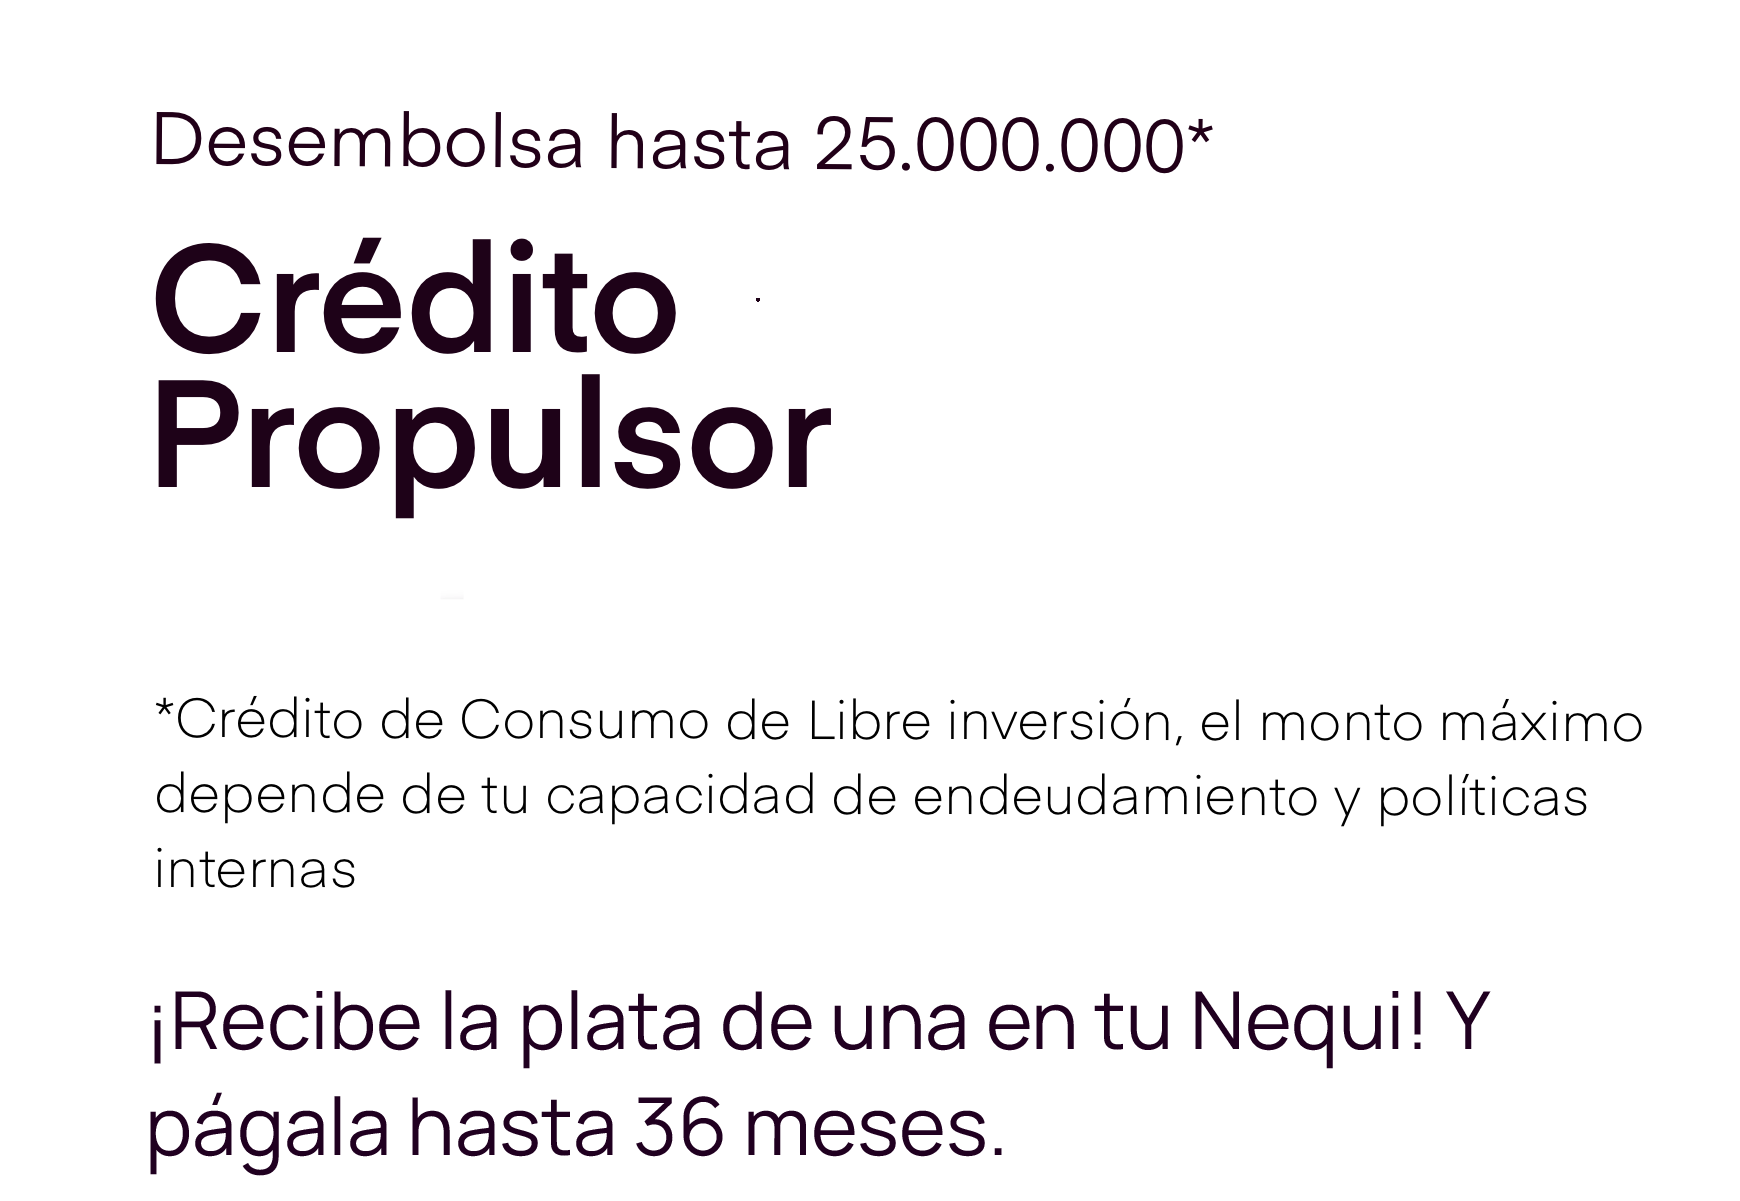 Desembolsa hasta 25.000.000*
Crédito
Propulsor
*Crédito de Consumo de Libre inversión, el monto máximo
depende de tu capacidad de endeudamiento y políticas
internas
¡Recibe la plata de una en tu Nequi! Y
págala hasta 36 meses.